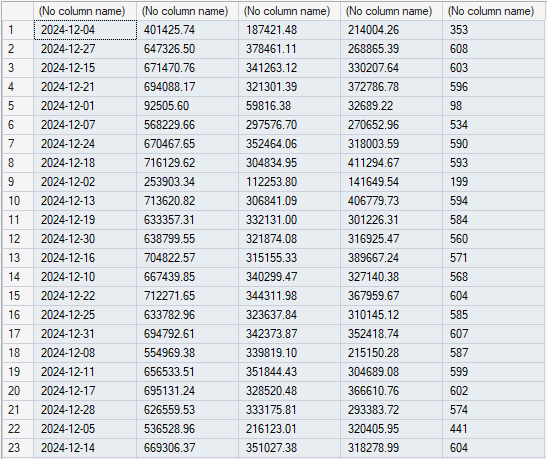 (No column name) (No column name) (No column name) (No column name) (No column name)
1 2024-12-04 401425.74 187421.48 214004.26 353
2 2024-12-27 647326.50 378461.11 268865.39 608
3 2024-12-15 671470.76 341263.12 330207.64 603
4 2024-12-21 694088.17 321301.39 372786.78 596
5 2024-12-01 92505.60 59816.38 32689.22 98
6 2024-12-07 568229.66 297576.70 270652.96 534
7 2024-12-24 670467.65 352464.06 318003.59 590
8 2024-12-18 716129.62 304834.95 411294.67 593
9 2024-12-02 253903.34 112253.80 141649.54 199
10 2024-12-13 713620.82 306841.09 406779.73 594
11 2024-12-19 633357.31 332131.00 301226.31 584
12 2024-12-30 638799.55 321874.08 316925.47 560
13 2024-12-16 704822.57 315155.33 389667.24 571
14 2024-12-10 667439.85 340299.47 327140.38 568
15 2024-12-22 712271.65 344311.98 367959.67 604
16 2024-12-25 633782.96 323637.84 310145.12 585
17 2024-12-31 694792.61 342373.87 352418.74 607
18 2024-12-08 554969.38 339819.10 215150.28 587
19 2024-12-11 656533.51 351844.43 304689.08 599
20 2024-12-17 695131.24 328520.48 366610.76 602
21 2024-12-28 626559.53 333175.81 293383.72 574
22 2024-12-05 536528.96 216123.01 320405.95 441
23 2024-12-14 669306.37 351027.38 318278.99 604